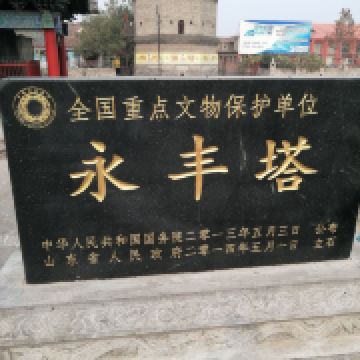 全国重点文物保护单位
永丰塔
中华人民共和国国务院二零一三年五月三日 公布
山东省人民政府二零一四年五月一日 立石